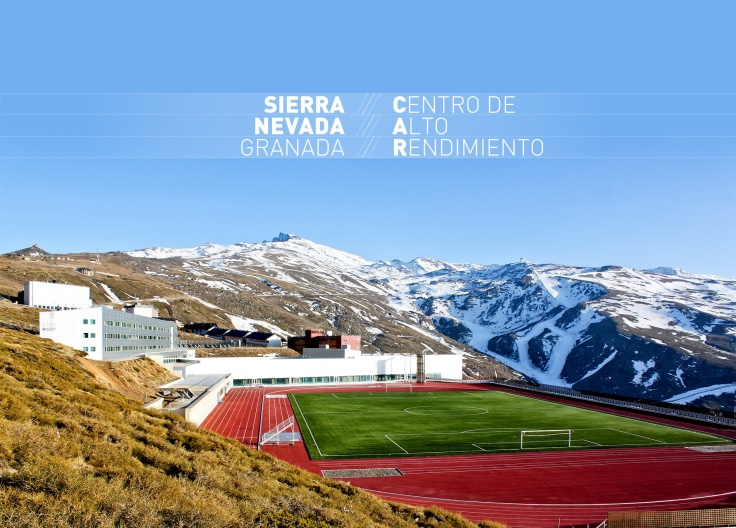 SIERRA /// CENTRO DE
NEVADA /// ALTO
GRANADA /// RENDIMIENTO